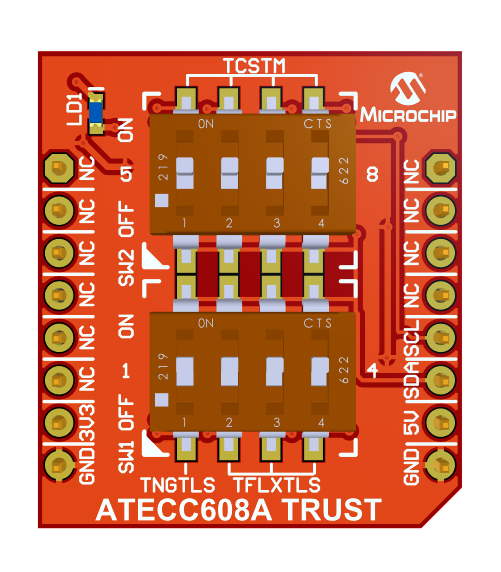 TCSTM
MICROCHIP
LD1
ON
ON CTS
219
622
1 2 3 4
5
8
OFF
SW2
NC
NC
NC
NC
NC
NC
3V3
GND
NC
NC
NC
NC
SCL
SDA
5V
GND
ON
ON CTS
219
622
1 2 3 4
1
4
OFF
SW1
TNGTLS TFLXTLS
ATECC608A TRUST